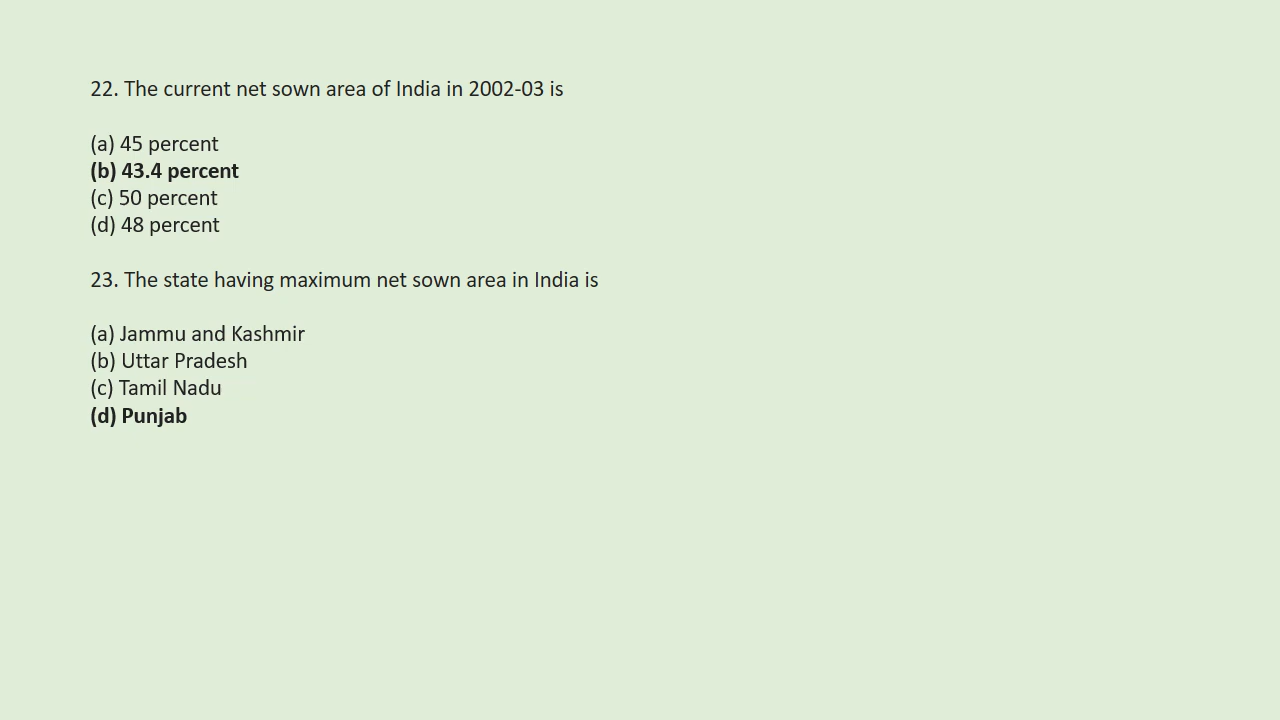 22. The current net sown area of India in 2002-03 is
(a) 45 percent
(b) 43.4 percent
(c) 50 percent
(d) 48 percent
23. The state having maximum net sown area in India is
(a) Jammu and Kashmir
(b) Uttar Pradesh
(c) Tamil Nadu
(d) Punjab